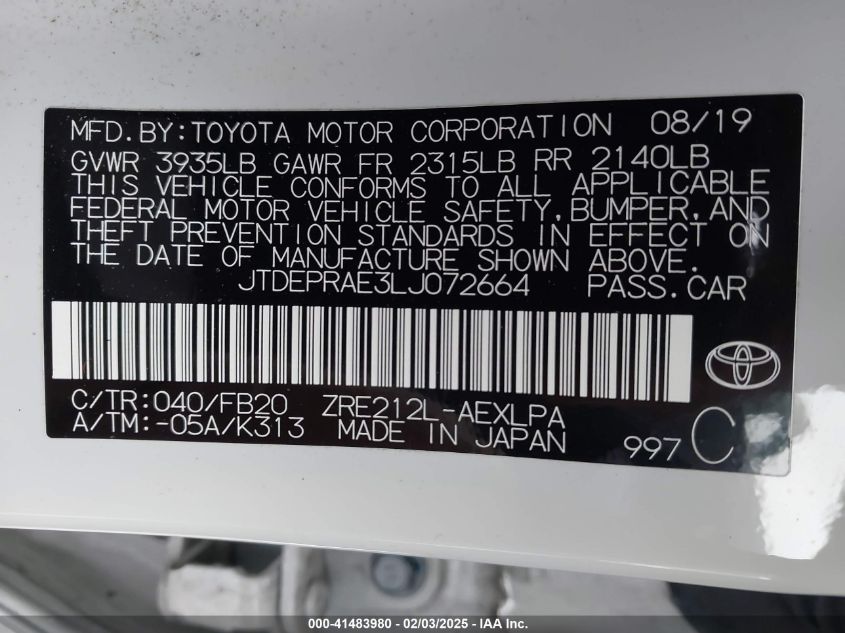 MFD.BY:TOYOTA MOTOR CORPORATION 08/19
GVWR 3935LB GAWR FR 2315LB RR 2140LB
THIS VEHICLE CONFORMS TO ALL APPLICABLE
FEDERAL MOTOR VEHICLE SAFETY,BUMPER,AND
THEFT PREVENTION STANDARDS IN EFFECT ON
THE DATE OF MANUFACTURE SHOWN ABOVE.
JTDEPRAE3LJ072664 PASS.CAR
C/TR:040/FB20 ZRE212L-AEXLPA
A/TM:-05A/K313 MADE IN JAPAN 997 C
000-41483980 - 02/03/2025 - IAAI Inc.